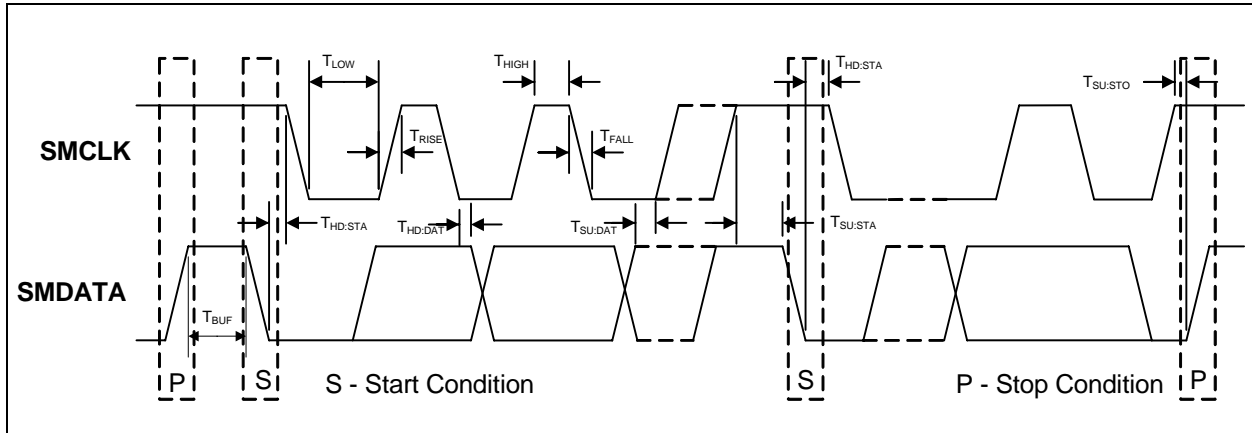 TLOW
THIGH
THD:STA
TSU:STO
SMCLK
TRISE
TFALL
THD:STA
THD:DAT
TSU:DAT
TSU:STA
SMDATA
TBUF
P
S
S - Start Condition
S
P - Stop Condition
P